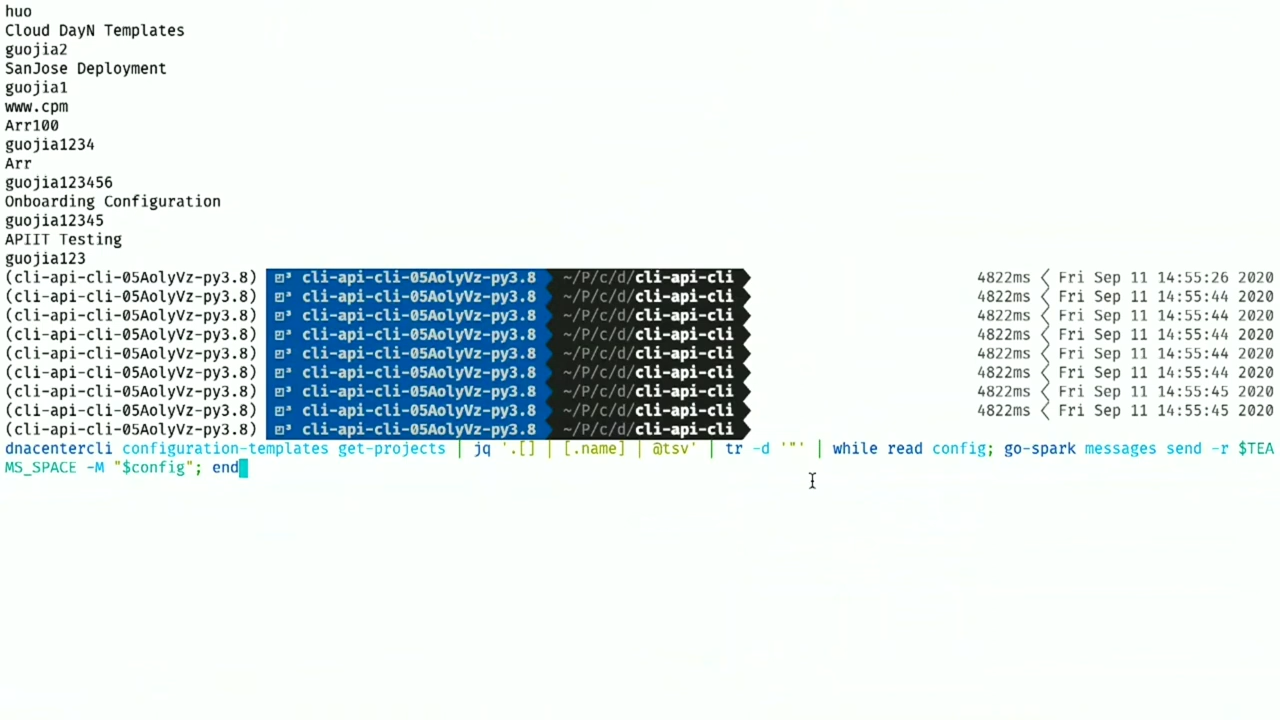 huo
Cloud DayN Templates
guojia2
SanJose Deployment
guojia1
www.cpm
Arr100
guojia1234
Arr
guojia123456
Onboarding Configuration
guojia12345
APIIT Testing
guojia123
(cli-api-cli-05AolyVz-py3.8) cli-api-cli-05AolyVz-py3.8 ~/P/c/d/cli-api-cli 4822ms Fri Sep 11 14:55:26 2020
(cli-api-cli-05AolyVz-py3.8) cli-api-cli-05AolyVz-py3.8 ~/P/c/d/cli-api-cli 4822ms Fri Sep 11 14:55:44 2020
(cli-api-cli-05AolyVz-py3.8) cli-api-cli-05AolyVz-py3.8 ~/P/c/d/cli-api-cli 4822ms Fri Sep 11 14:55:44 2020
(cli-api-cli-05AolyVz-py3.8) cli-api-cli-05AolyVz-py3.8 ~/P/c/d/cli-api-cli 4822ms Fri Sep 11 14:55:44 2020
(cli-api-cli-05AolyVz-py3.8) cli-api-cli-05AolyVz-py3.8 ~/P/c/d/cli-api-cli 4822ms Fri Sep 11 14:55:44 2020
(cli-api-cli-05AolyVz-py3.8) cli-api-cli-05AolyVz-py3.8 ~/P/c/d/cli-api-cli 4822ms Fri Sep 11 14:55:44 2020
(cli-api-cli-05AolyVz-py3.8) cli-api-cli-05AolyVz-py3.8 ~/P/c/d/cli-api-cli 4822ms Fri Sep 11 14:55:45 2020
(cli-api-cli-05AolyVz-py3.8) cli-api-cli-05AolyVz-py3.8 ~/P/c/d/cli-api-cli 4822ms Fri Sep 11 14:55:45 2020
(cli-api-cli-05AolyVz-py3.8) cli-api-cli-05AolyVz-py3.8 ~/P/c/d/cli-api-cli
dnacentercli configuration-templates get-projects | jq '.[] | [.name] | @tsv' | tr -d '"' | while read config; go-spark messages send -r $TEA
MS_SPACE -M "$config"; end